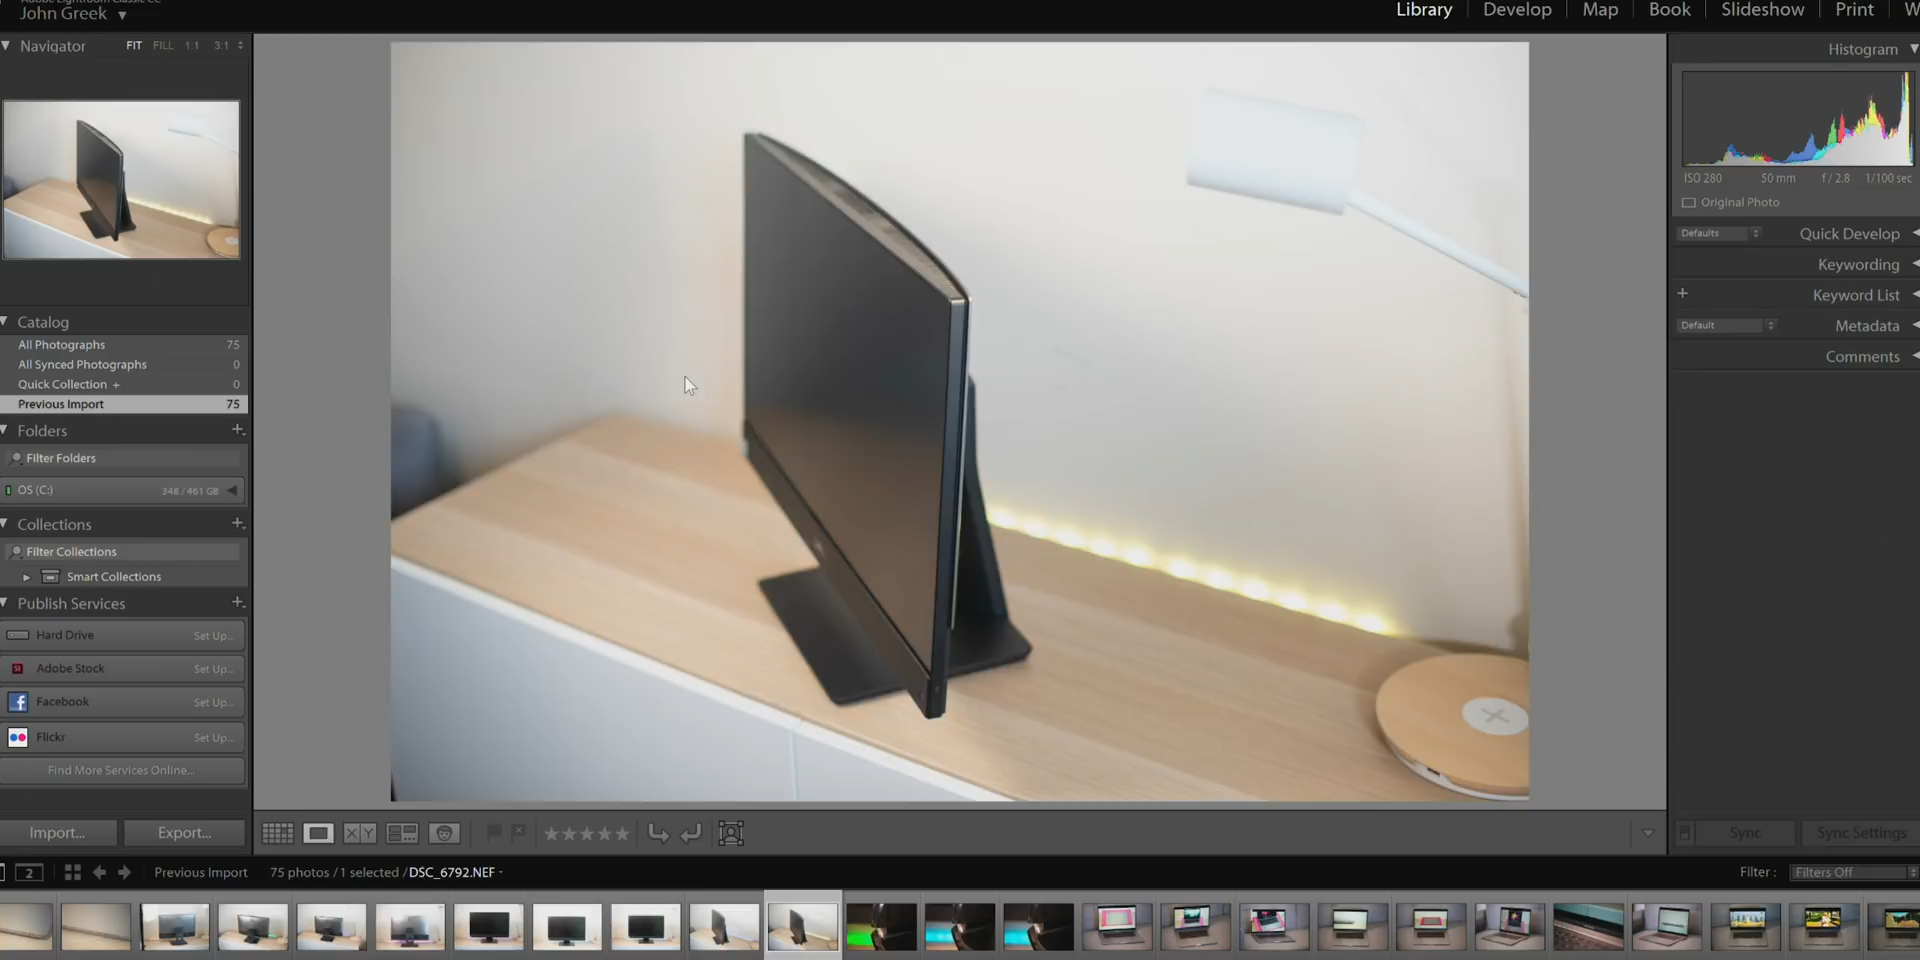 Adobe Lightroom Classic CC
John Greek
Library Develop Map Book Slideshow Print W
Navigator FIT FILL 1:1 3:1
Histogram
ISO 280 50 mm f / 2.8 1/100 sec
Original Photo
Defaults Quick Develop
Keywording
+ Keyword List
Default Metadata
Comments
Catalog
All Photographs 75
All Synced Photographs 0
Quick Collection + 0
Previous Import 75
Folders +
Filter Folders
OS (C:) 348 / 461 GB
Collections +
Filter Collections
Smart Collections
Publish Services +
Hard Drive Set Up...
St Adobe Stock Set Up...
f Facebook Set Up...
Flickr Set Up...
Find More Services Online...
Import... Export...
X Y
Sync Sync Settings
2 Previous Import 75 photos / 1 selected / DSC_6792.NEF
Filter : Filters Off